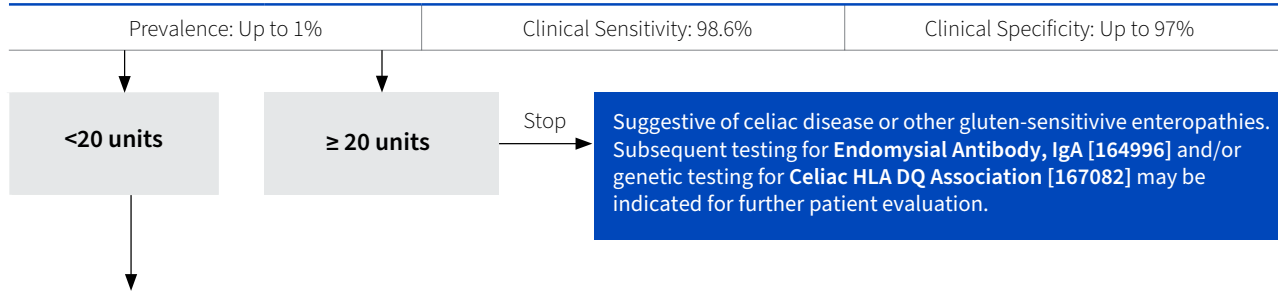 Prevalence: Up to 1%
Clinical Sensitivity: 98.6%
Clinical Specificity: Up to 97%
<20 units
≥ 20 units
Stop
Suggestive of celiac disease or other gluten-sensitivive enteropathies.
Subsequent testing for Endomysial Antibody, IgA [164996] and/or
genetic testing for Celiac HLA DQ Association [167082] may be
indicated for further patient evaluation.